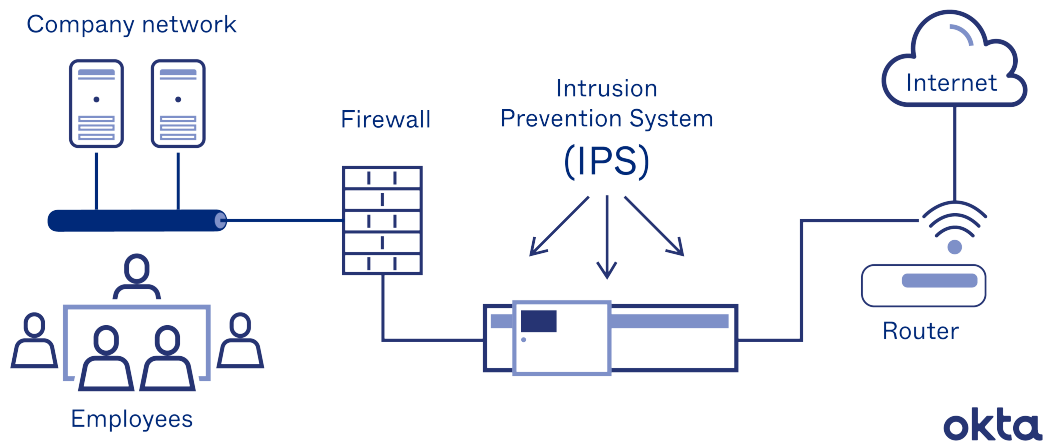 Company network
Firewall
Intrusion
Prevention System
(IPS)
Internet
Router
Employees
okta